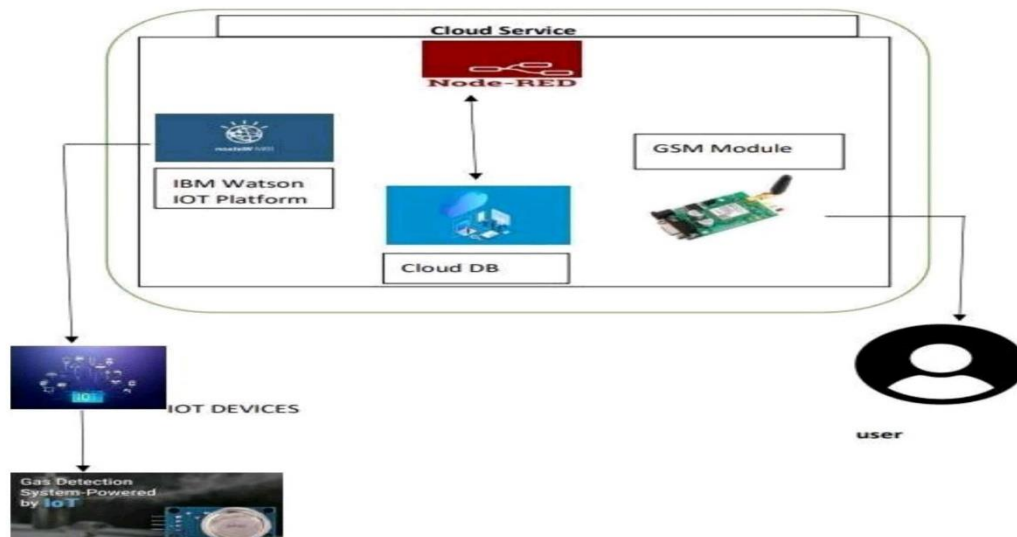 Cloud Service
Node-RED
GSM Module
IBM Watson
IOT Platform
Cloud DB
IOT DEVICES
user
Gas Detection
System-Powered
by IoT